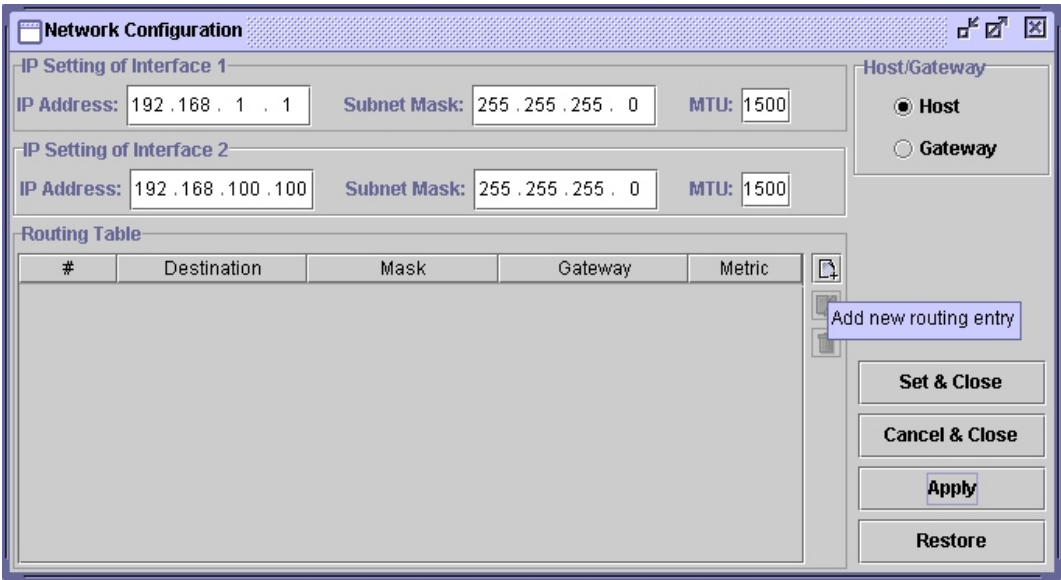 Network Configuration
IP Setting of Interface 1
IP Address: 192 .168 . 1 . 1 Subnet Mask: 255 .255 .255 . 0 MTU: 1500
IP Setting of Interface 2
IP Address: 192 .168 .100 .100 Subnet Mask: 255 .255 .255 . 0 MTU: 1500
Host/Gateway
Host
Gateway
Routing Table
# Destination Mask Gateway Metric
Add new routing entry
Set & Close
Cancel & Close
Apply
Restore